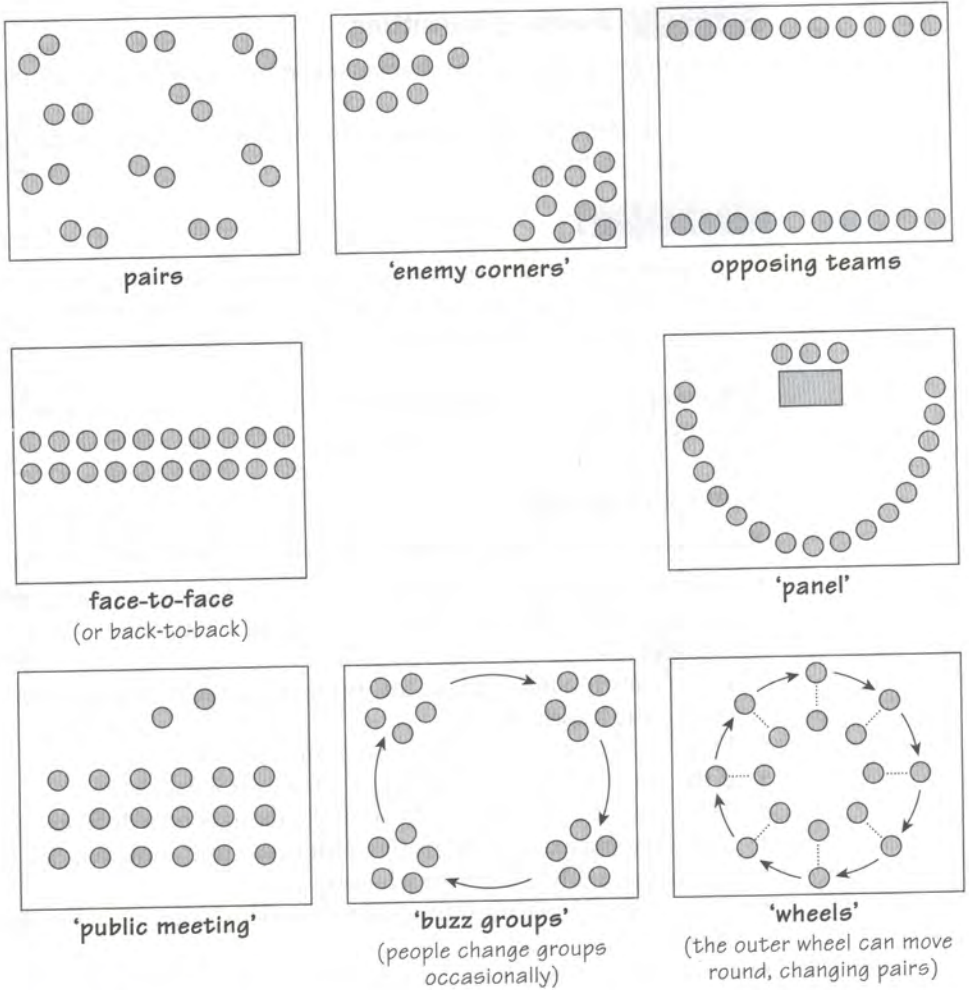 pairs
'enemy corners'
opposing teams
face-to-face
(or back-to-back)
'panel'
'public meeting'
'buzz groups'
(people change groups
occasionally)
'wheels'
(the outer wheel can move
round, changing pairs)